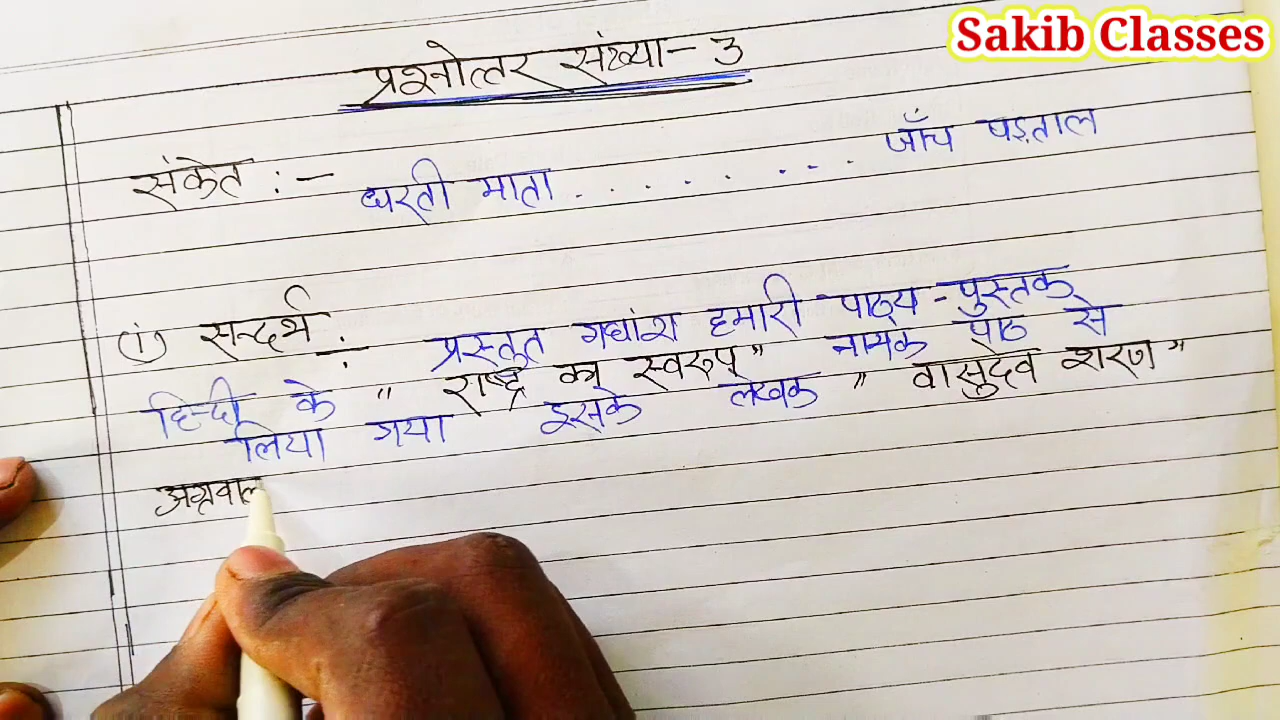 Sakib Classes
प्रश्नोत्तर संख्या - 3
संकेत :- धरती माता . . . . . . . . . जाँच पड़ताल
(i) सन्दर्भ :- प्रस्तुत गद्यांश हमारी पाठ्य-पुस्तक
हिन्दी के " राष्ट्र का स्वरूप " नामक पाठ से
लिया गया इसके लेखक " वासुदेव शरण "
अग्रवाल